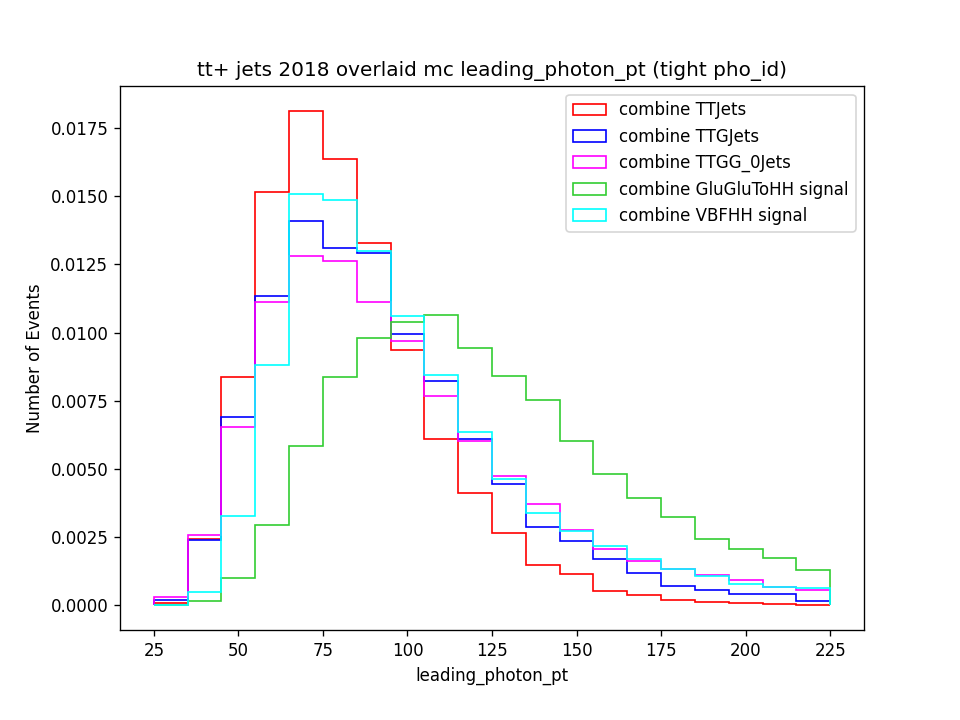 tt+ jets 2018 overlaid mc leading_photon_pt (tight pho_id)
combine TTJets
combine TTGJets
combine TTGG_0Jets
combine GluGluToHH signal
combine VBFHH signal
Number of Events
0.0175
0.0150
0.0125
0.0100
0.0075
0.0050
0.0025
0.0000
25 50 75 100 125 150 175 200 225
leading_photon_pt